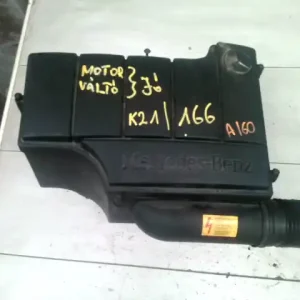 MOTOR } JÓ
VÁLTÓ
K21/166
A160
Mercedes-Benz